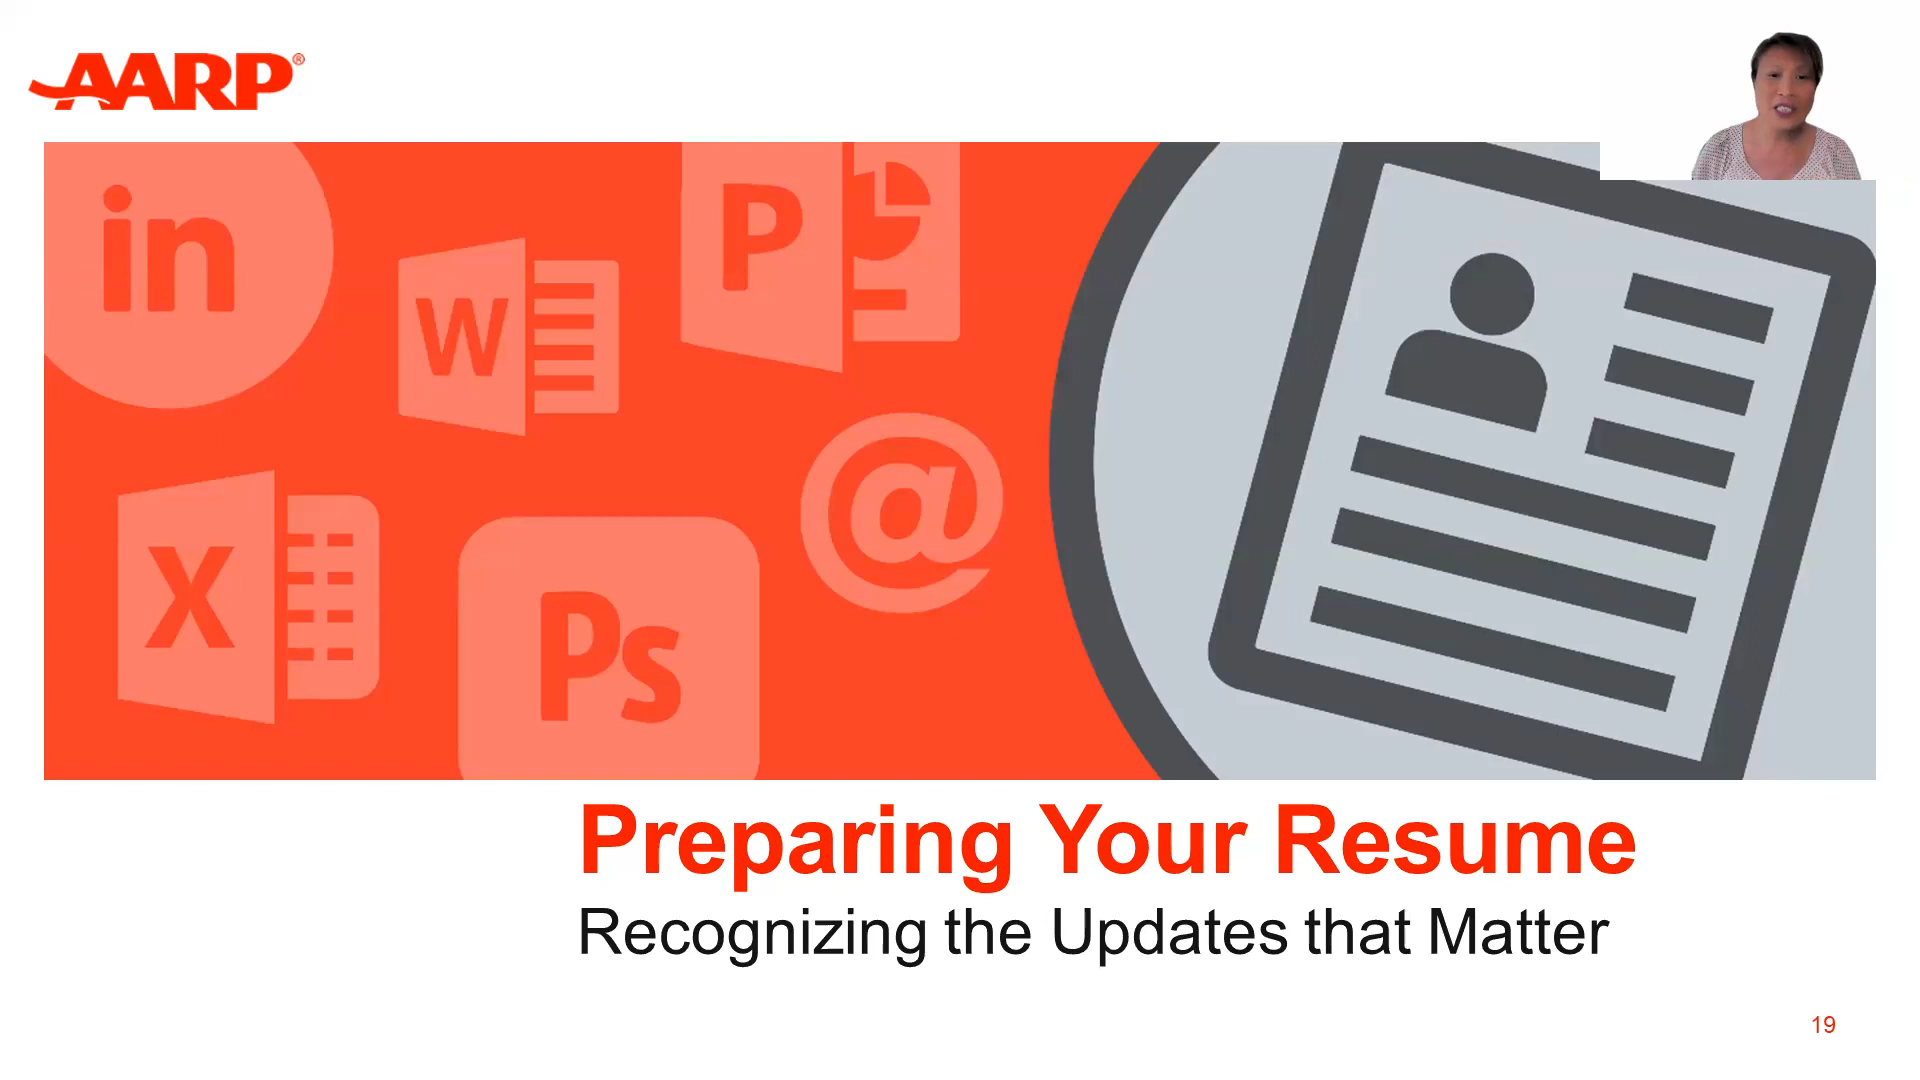 AARP®
in
W
P
@
X
Ps
Preparing Your Resume
Recognizing the Updates that Matter
19